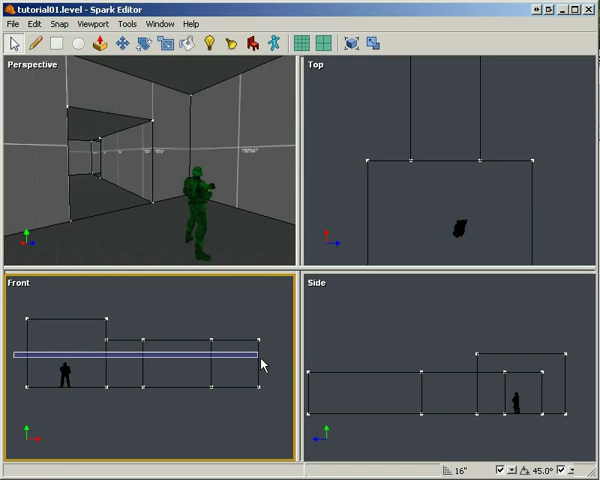 tutorial01.level - Spark Editor
File Edit Snap Viewport Tools Window Help
Perspective
Top
Front
Side
16"
45.0°